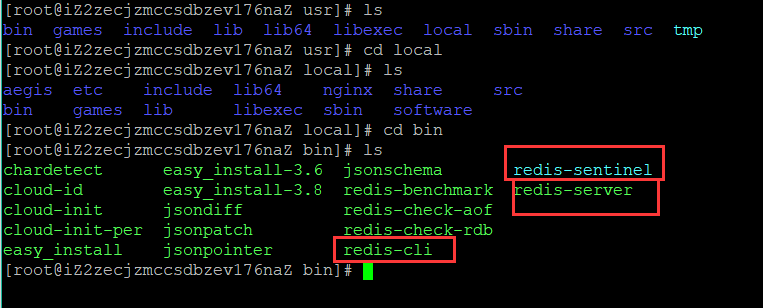 [root@iZ2zecjzmccsdbzev176naZ usr]# ls
bin games include lib lib64 libexec local sbin share src tmp
[root@iZ2zecjzmccsdbzev176naZ usr]# cd local
[root@iZ2zecjzmccsdbzev176naZ local]# ls
aegis etc include lib64 nginx share src
bin games lib libexec sbin software
[root@iZ2zecjzmccsdbzev176naZ local]# cd bin
[root@iZ2zecjzmccsdbzev176naZ bin]# ls
chardetect easy_install-3.6 jsonschema redis-sentinel
cloud-id easy_install-3.8 redis-benchmark redis-server
cloud-init jsondiff redis-check-aof
cloud-init-per jsonpatch redis-check-rdb
easy_install jsonpointer redis-cli
[root@iZ2zecjzmccsdbzev176naZ bin]#